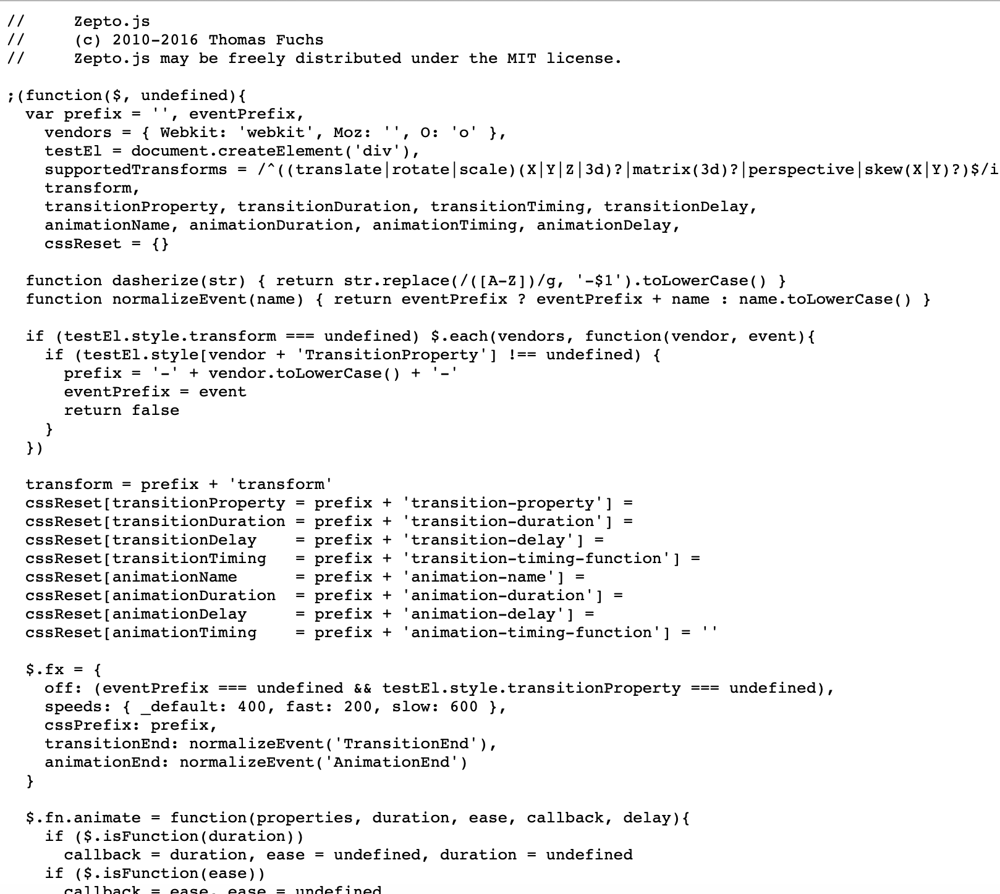 //     Zepto.js
//     (c) 2010-2016 Thomas Fuchs
//     Zepto.js may be freely distributed under the MIT license.

;(function($, undefined){
  var prefix = '', eventPrefix,
    vendors = { Webkit: 'webkit', Moz: '', O: 'o' },
    testEl = document.createElement('div'),
    supportedTransforms = /^((translate|rotate|scale)(X|Y|Z|3d)?|matrix(3d)?|perspective|skew(X|Y)?)$/i
    transform,
    transitionProperty, transitionDuration, transitionTiming, transitionDelay,
    animationName, animationDuration, animationTiming, animationDelay,
    cssReset = {}

  function dasherize(str) { return str.replace(/([A-Z])/g, '-$1').toLowerCase() }
  function normalizeEvent(name) { return eventPrefix ? eventPrefix + name : name.toLowerCase() }

  if (testEl.style.transform === undefined) $.each(vendors, function(vendor, event){
    if (testEl.style[vendor + 'TransitionProperty'] !== undefined) {
      prefix = '-' + vendor.toLowerCase() + '-'
      eventPrefix = event
      return false
    }
  })

  transform = prefix + 'transform'
  cssReset[transitionProperty = prefix + 'transition-property'] =
  cssReset[transitionDuration = prefix + 'transition-duration'] =
  cssReset[transitionDelay    = prefix + 'transition-delay'] =
  cssReset[transitionTiming   = prefix + 'transition-timing-function'] =
  cssReset[animationName      = prefix + 'animation-name'] =
  cssReset[animationDuration  = prefix + 'animation-duration'] =
  cssReset[animationDelay     = prefix + 'animation-delay'] =
  cssReset[animationTiming    = prefix + 'animation-timing-function'] = ''

  $.fx = {
    off: (eventPrefix === undefined && testEl.style.transitionProperty === undefined),
    speeds: { _default: 400, fast: 200, slow: 600 },
    cssPrefix: prefix,
    transitionEnd: normalizeEvent('TransitionEnd'),
    animationEnd: normalizeEvent('AnimationEnd')
  }

  $.fn.animate = function(properties, duration, ease, callback, delay){
    if ($.isFunction(duration))
      callback = duration, ease = undefined, duration = undefined
    if ($.isFunction(ease))
      callback = ease, ease = undefined